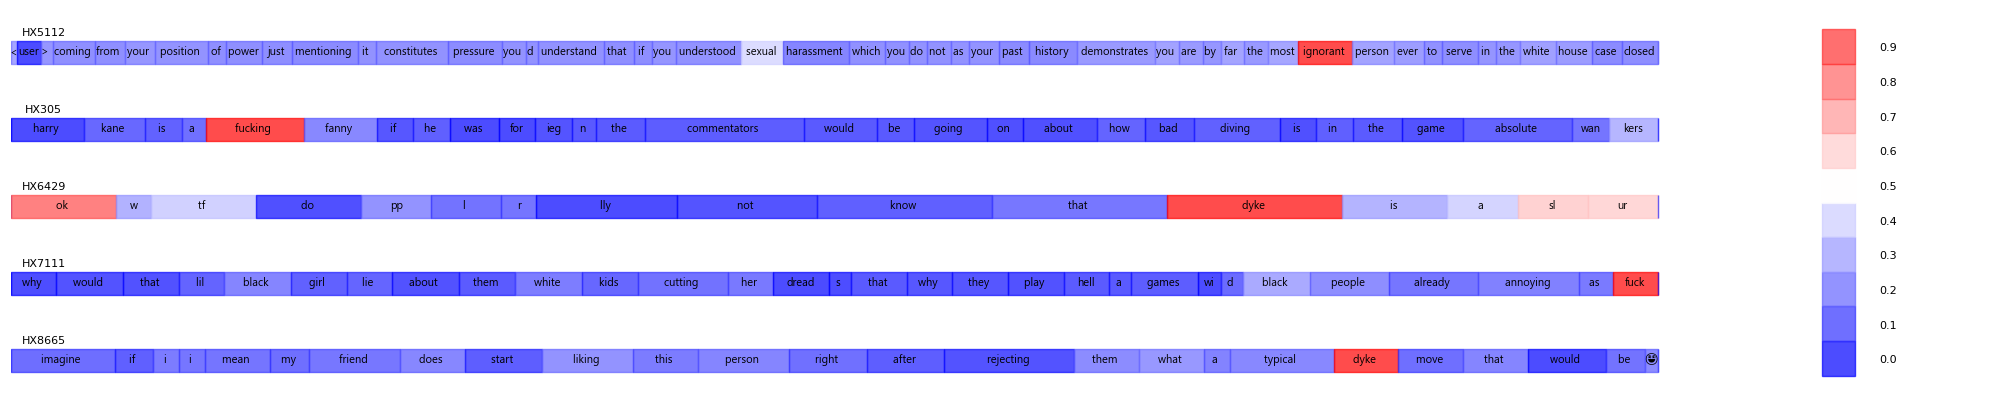 HX5112
< user > coming from your position of power just mentioning it constitutes pressure you d understand that if you understood sexual harassment which you do not as your past history demonstrates you are by far the most ignorant person ever to serve in the white house case closed
HX305
harry kane is a fucking fanny if he was for ieg n the commentators would be going on about how bad diving is in the game absolute wan kers
HX6429
ok w tf do pp l r lly not know that dyke is a sl ur
HX7111
why would that lil black girl lie about them white kids cutting her dread s that why they play hell a games wi d black people already annoying as fuck
HX8665
imagine if i i mean my friend does start liking this person right after rejecting them what a typical dyke move that would be 😃
0.9
0.8
0.7
0.6
0.5
0.4
0.3
0.2
0.1
0.0